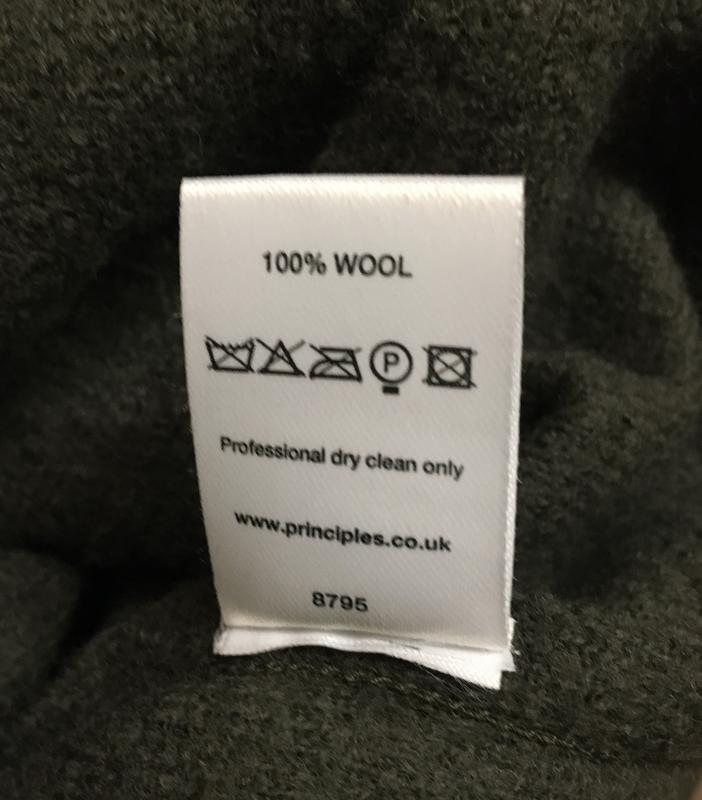 100% WOOL
P
Professional dry clean only
www.principles.co.uk
8795